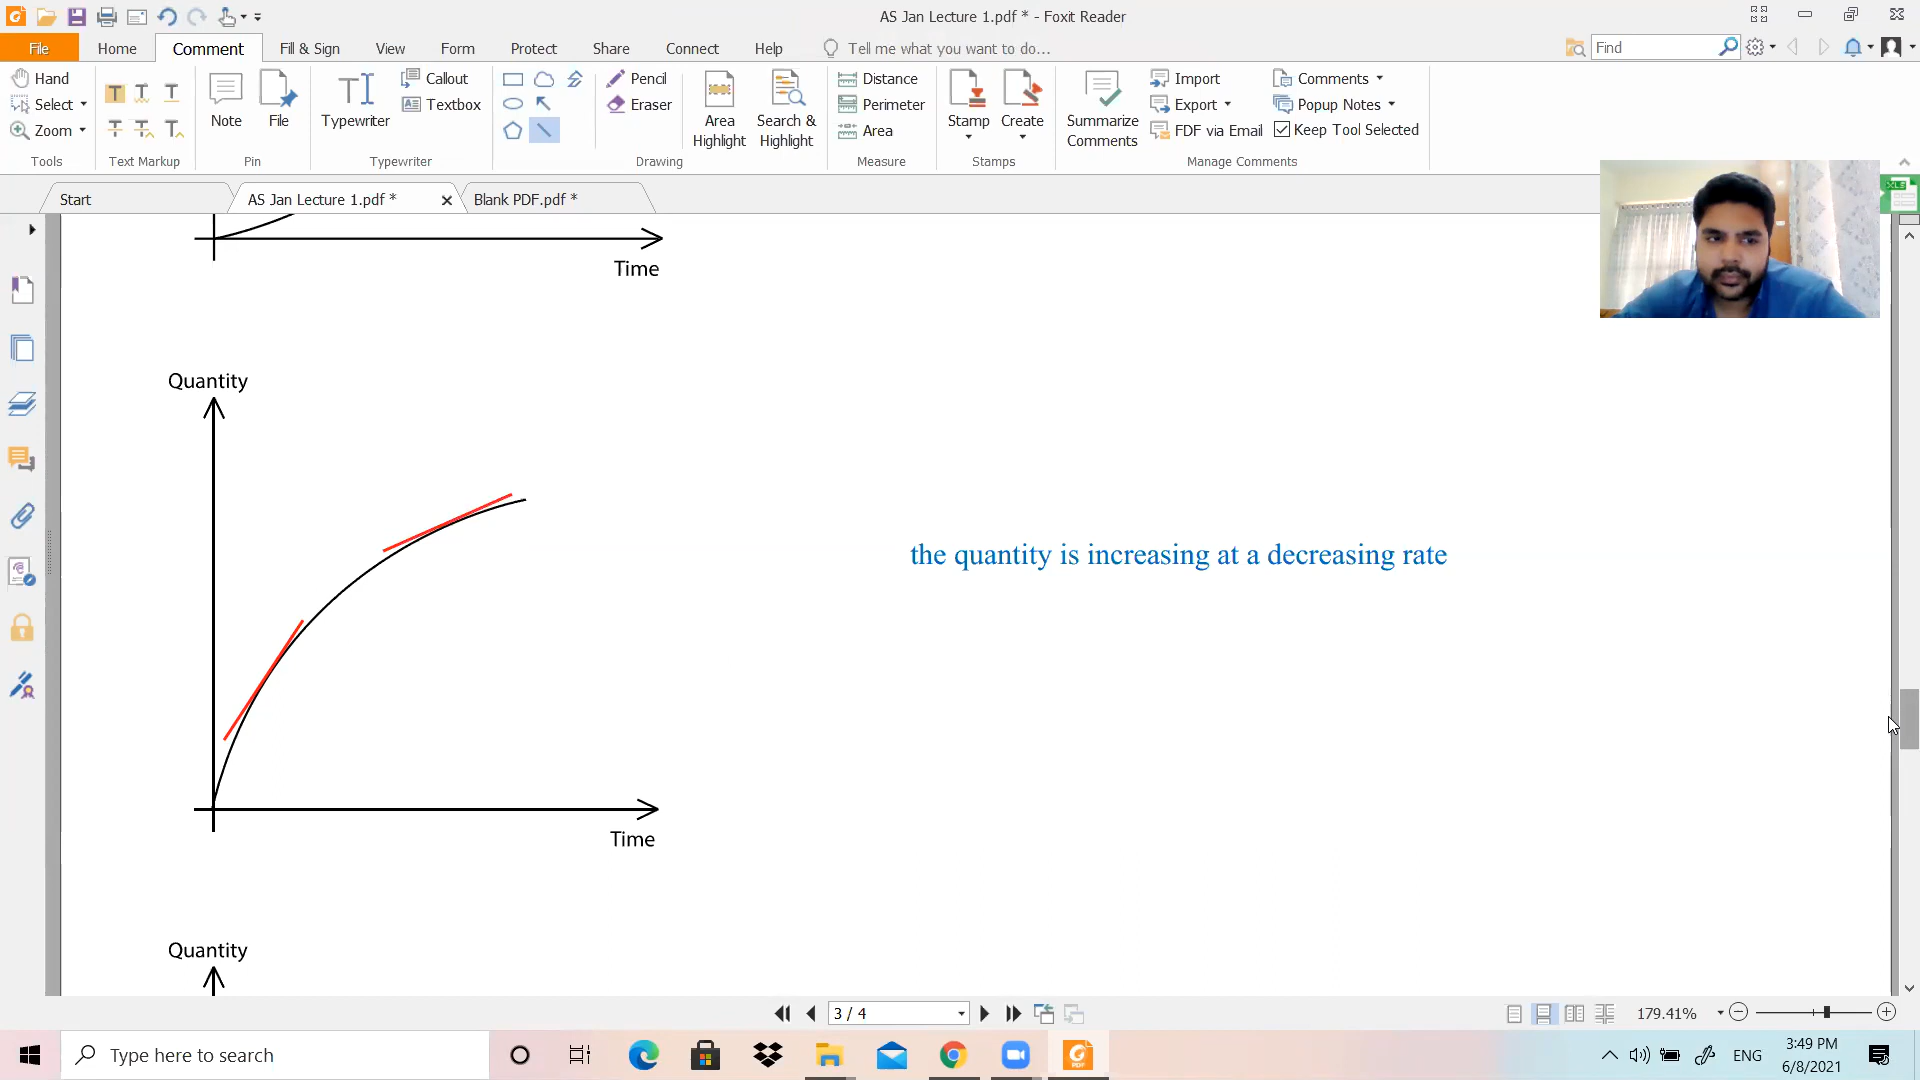 AS Jan Lecture 1.pdf * - Foxit Reader
File Home Comment Fill & Sign View Form Protect Share Connect Help Tell me what you want to do... Find
Hand
Select
Zoom
Tools
Text Markup
Note
File
Pin
Typewriter
Callout
Textbox
Typewriter
Pencil
Eraser
Area Highlight
Search & Highlight
Drawing
Distance
Perimeter
Area
Measure
Stamp
Create
Stamps
Summarize Comments
Import
Export
FDF via Email
Comments
Popup Notes
Keep Tool Selected
Manage Comments
Start
AS Jan Lecture 1.pdf *
Blank PDF.pdf *
Time
Quantity
the quantity is increasing at a decreasing rate
Time
Quantity
3 / 4
179.41%
Type here to search
ENG
3:49 PM
6/8/2021